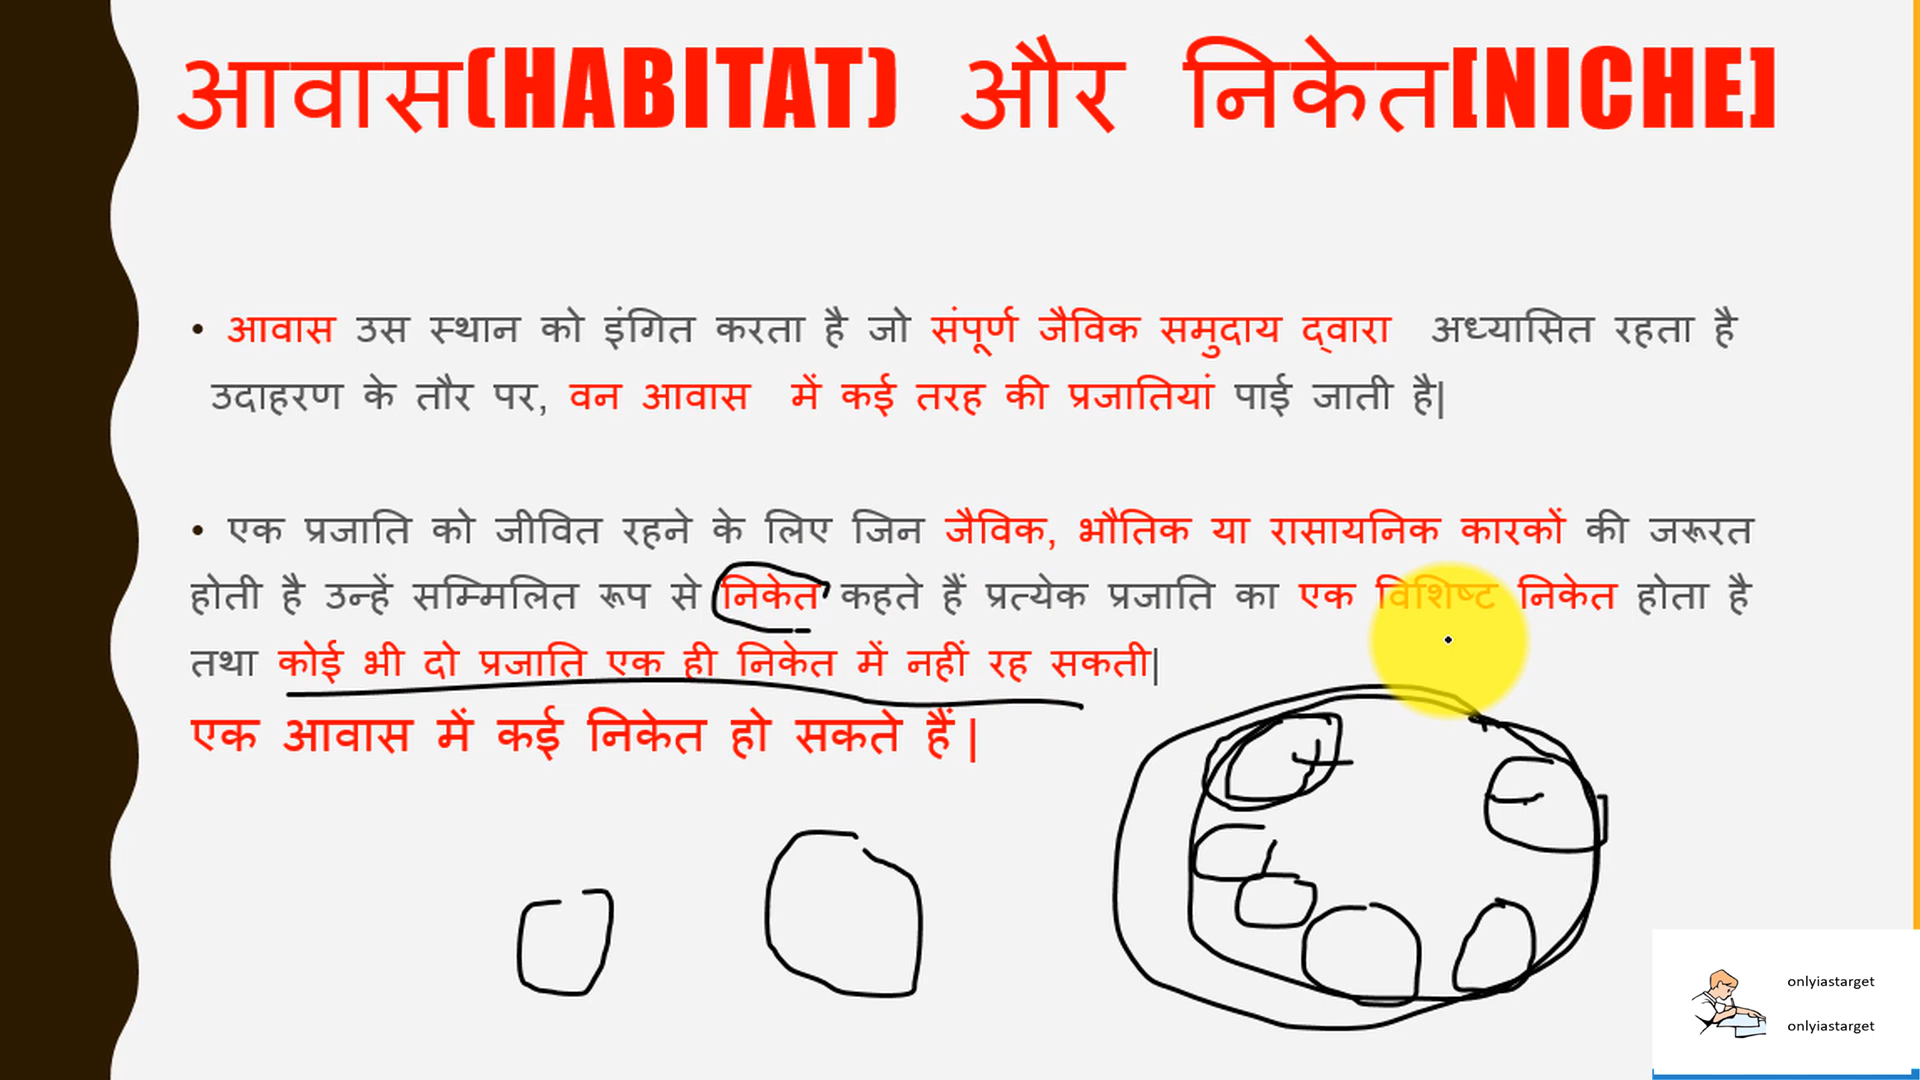 आवास(HABITAT) और निकेत[NICHE]
• आवास उस स्थान को इंगित करता है जो संपूर्ण जैविक समुदाय द्वारा अध्यासित रहता है
उदाहरण के तौर पर, वन आवास में कई तरह की प्रजातियां पाई जाती है|
• एक प्रजाति को जीवित रहने के लिए जिन जैविक, भौतिक या रासायनिक कारकों की जरूरत
होती है उन्हें सम्मिलित रूप से निकेत कहते हैं प्रत्येक प्रजाति का एक विशिष्ट निकेत होता है
तथा कोई भी दो प्रजाति एक ही निकेत में नहीं रह सकती|
एक आवास में कई निकेत हो सकते हैं|
onlyiastarget
onlyiastarget